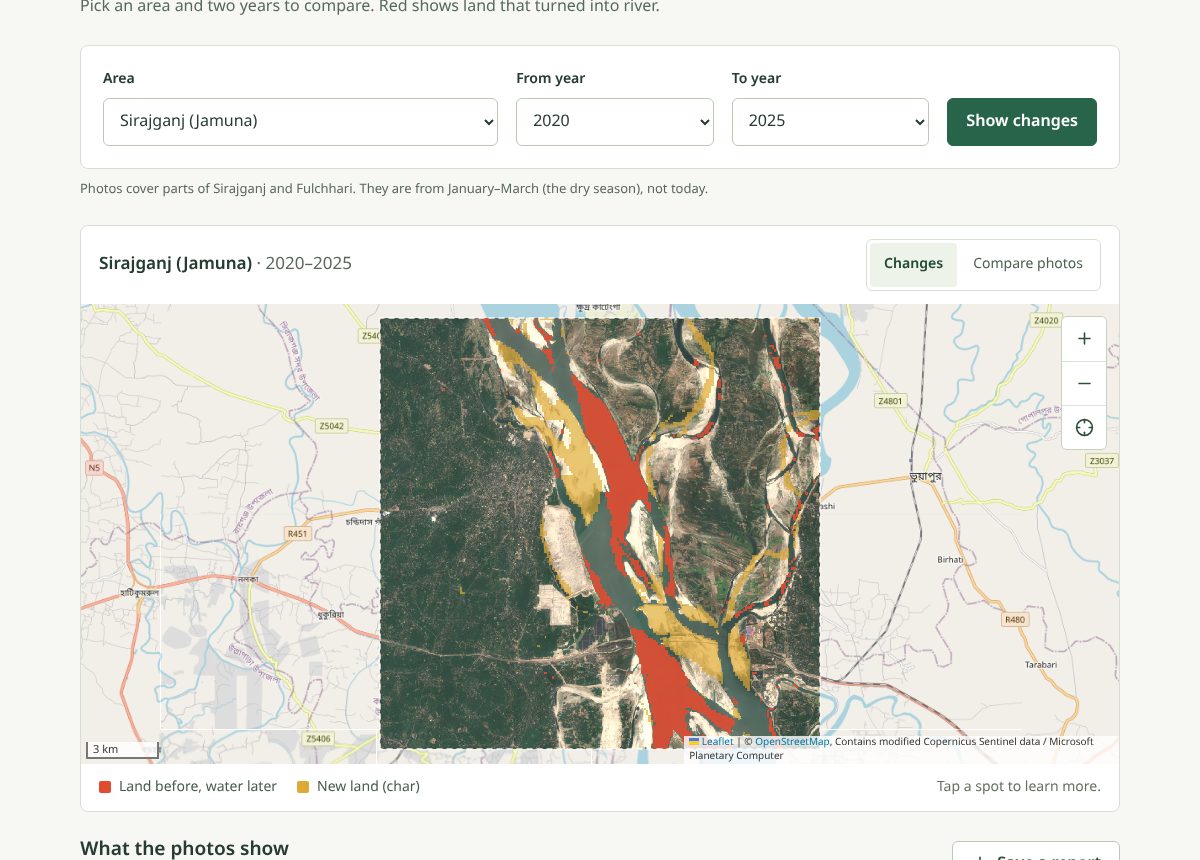 Pick an area and two years to compare. Red shows land that turned into river.
Area
From year
To year
Sirajganj (Jamuna)
2020
2025
Show changes
Photos cover parts of Sirajganj and Fulchhari. They are from January–March (the dry season), not today.
Sirajganj (Jamuna) · 2020–2025
Changes
Compare photos
Z4020
+
Z5042
Z4801
−
N5
Z3037
ভুয়াপুর
R451
Birhati
নলকা
হাটিকুমরুল
ধুকুরিয়া
R480
Tarabari
Z5406
3 km
Leaflet | © OpenStreetMap, Contains modified Copernicus Sentinel data / Microsoft
Planetary Computer
Land before, water later
New land (char)
Tap a spot to learn more.
What the photos show